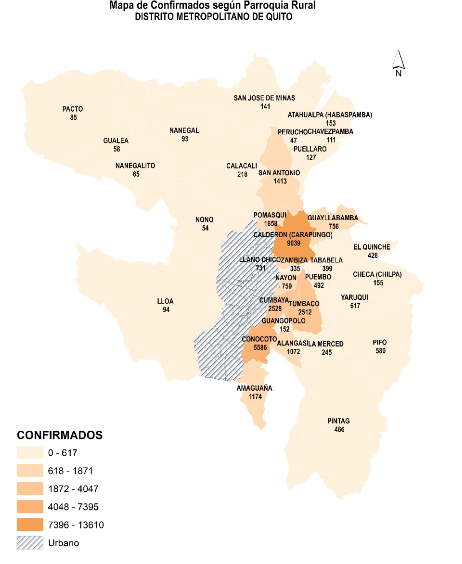 Mapa de Confirmados según Parroquia Rural
DISTRITO METROPOLITANO DE QUITO
N
PACTO
85
SAN JOSE DE MINAS
141
ATAHUALPA (HABASPAMBA)
153
NANEGAL
93
PERUCHO
47
CHAVEZPAMBA
111
GUALEA
58
PUELLARO
127
NANEGALITO
65
CALACALI
218
SAN ANTONIO
1413
NONO
54
POMASQUI
1858
GUAYLLABAMBA
756
CALDERON (CARAPUNGO)
9039
EL QUINCHE
428
LLANO CHICO
731
ZAMBIZA
335
TABABELA
399
NAYON
759
PUEMBO
492
CHECA (CHILPA)
155
LLOA
94
CUMBAYA
2528
TUMBACO
2512
YARUQUI
617
GUANGOPOLO
152
CONOCOTO
5586
ALANGASI
1072
LA MERCED
245
PIFO
580
AMAGUAÑA
1174
PINTAG
466
CONFIRMADOS
0 - 617
618 - 1871
1872 - 4047
4048 - 7395
7396 - 13610
Urbano